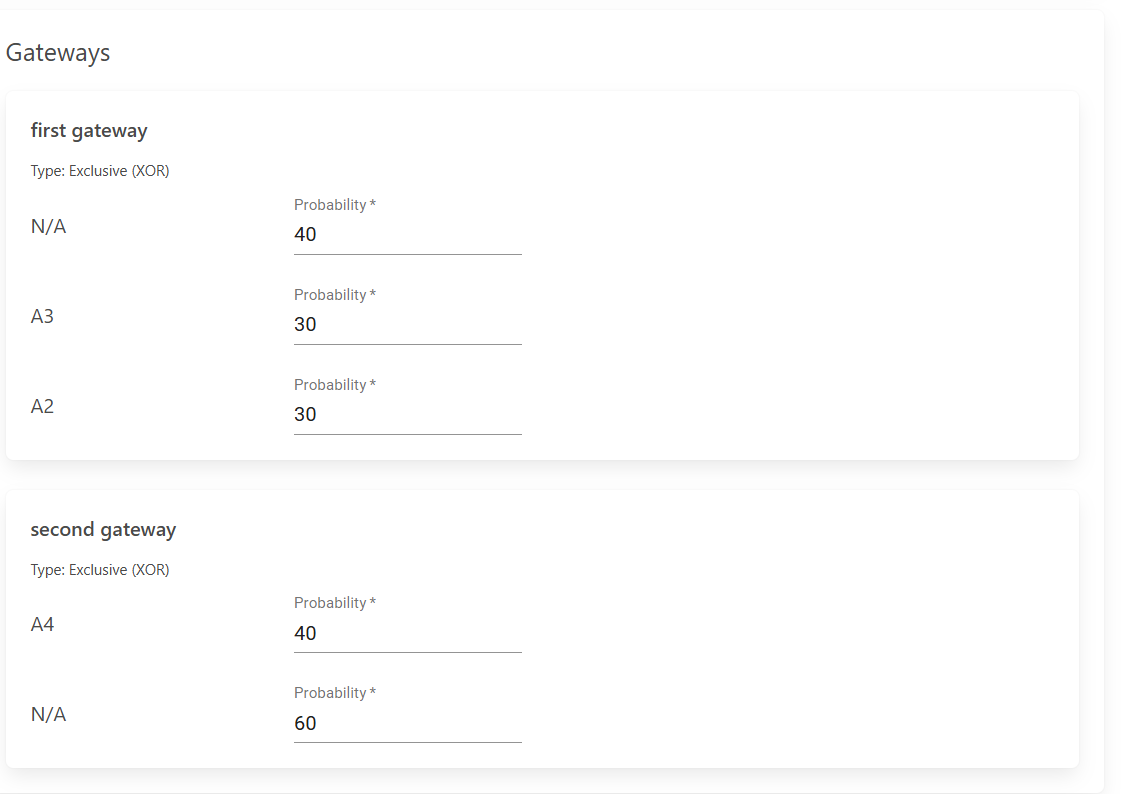 Gateways
first gateway
Type: Exclusive (XOR)
Probability *
N/A
40
Probability *
A3
30
Probability *
A2
30
second gateway
Type: Exclusive (XOR)
Probability *
A4
40
Probability *
N/A
60